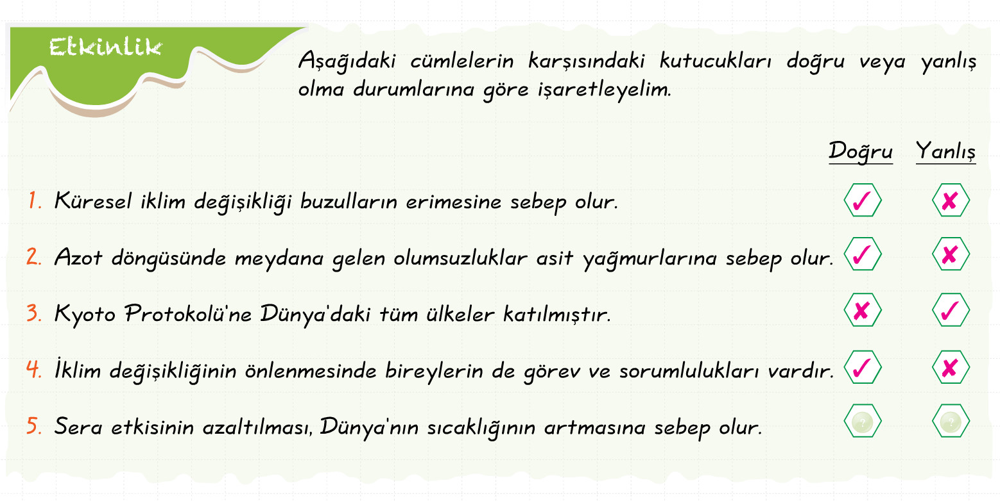 Etkinlik
Aşağıdaki cümlelerin karşısındaki kutucukları doğru veya yanlış
olma durumlarına göre işaretleyelim.
Doğru Yanlış
1. Küresel iklim değişikliği buzulların erimesine sebep olur. ✓ ✘
2. Azot döngüsünde meydana gelen olumsuzluklar asit yağmurlarına sebep olur. ✓ ✘
3. Kyoto Protokolü'ne Dünya'daki tüm ülkeler katılmıştır. ✘ ✓
4. İklim değişikliğinin önlenmesinde bireylerin de görev ve sorumlulukları vardır. ✓ ✘
5. Sera etkisinin azaltılması, Dünya'nın sıcaklığının artmasına sebep olur. ? ?